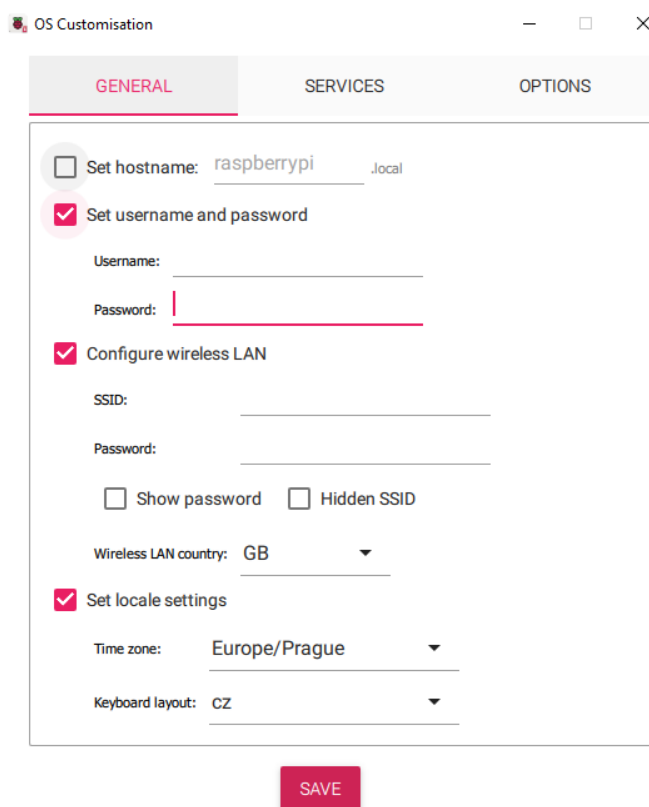 OS Customisation
GENERAL SERVICES OPTIONS
Set hostname: raspberrypi .local
Set username and password
Username:
Password:
Configure wireless LAN
SSID:
Password:
Show password Hidden SSID
Wireless LAN country: GB
Set locale settings
Time zone: Europe/Prague
Keyboard layout: cz
SAVE